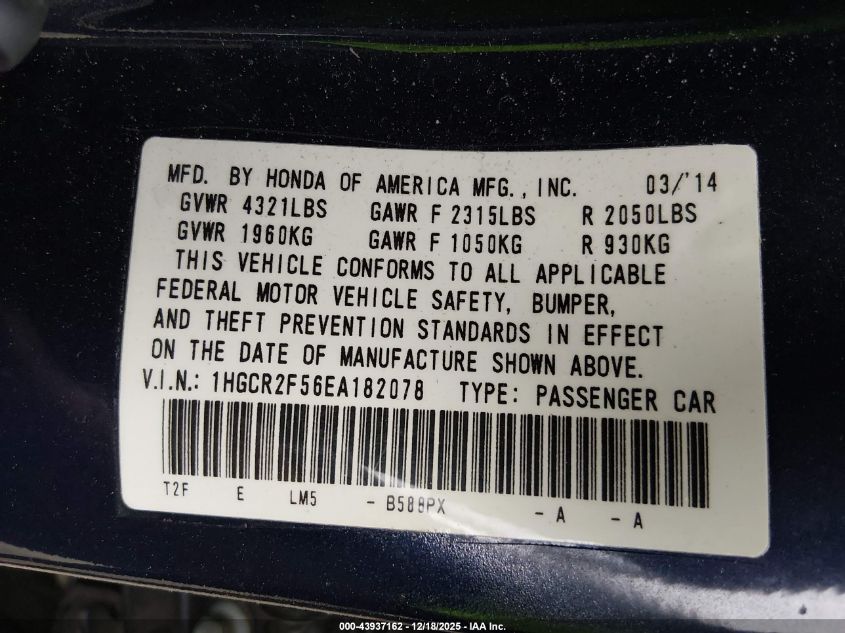 MFD. BY HONDA OF AMERICA MFG., INC. 03/'14
GVWR 4321LBS GAWR F 2315LBS R 2050LBS
GVWR 1960KG GAWR F 1050KG R 930KG
THIS VEHICLE CONFORMS TO ALL APPLICABLE
FEDERAL MOTOR VEHICLE SAFETY, BUMPER,
AND THEFT PREVENTION STANDARDS IN EFFECT
ON THE DATE OF MANUFACTURE SHOWN ABOVE.
V.I.N.: 1HGCR2F56EA182078 TYPE: PASSENGER CAR
T2F E LM5 - B588PX - A - A
000-43937162 - 12/18/2025 - IAA Inc.